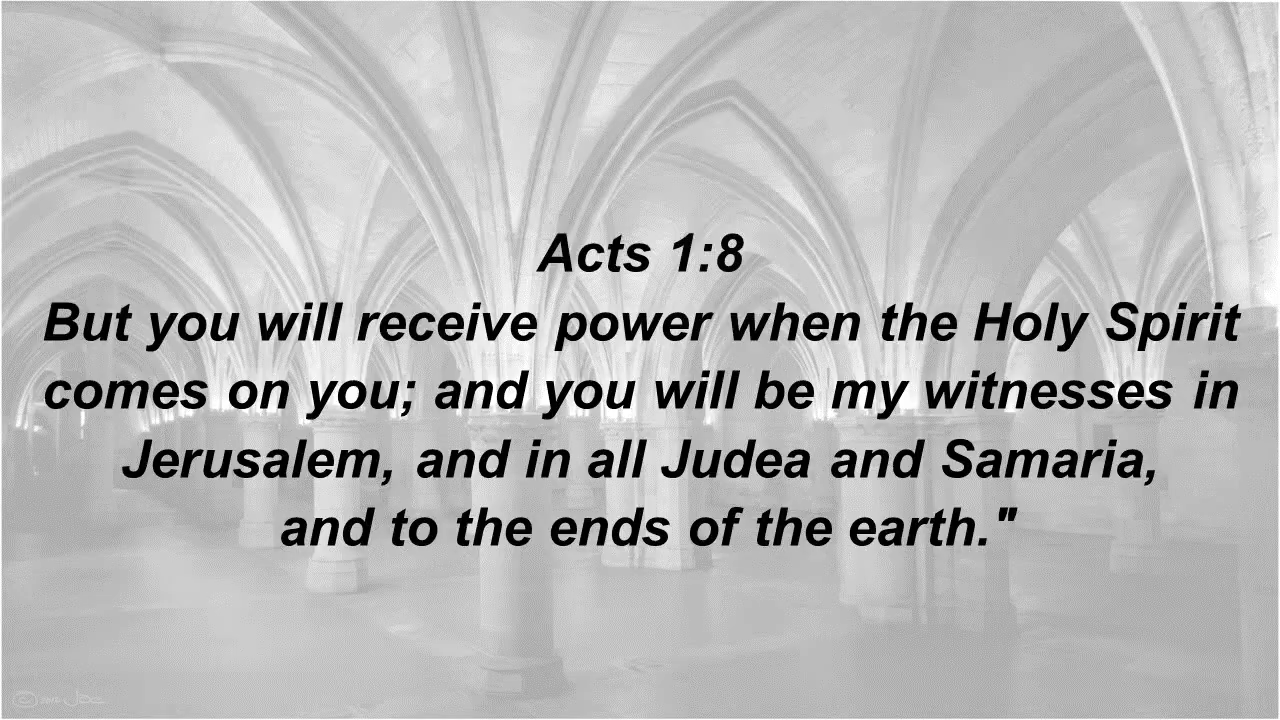 Acts 1:8
But you will receive power when the Holy Spirit
comes on you; and you will be my witnesses in
Jerusalem, and in all Judea and Samaria,
and to the ends of the earth."